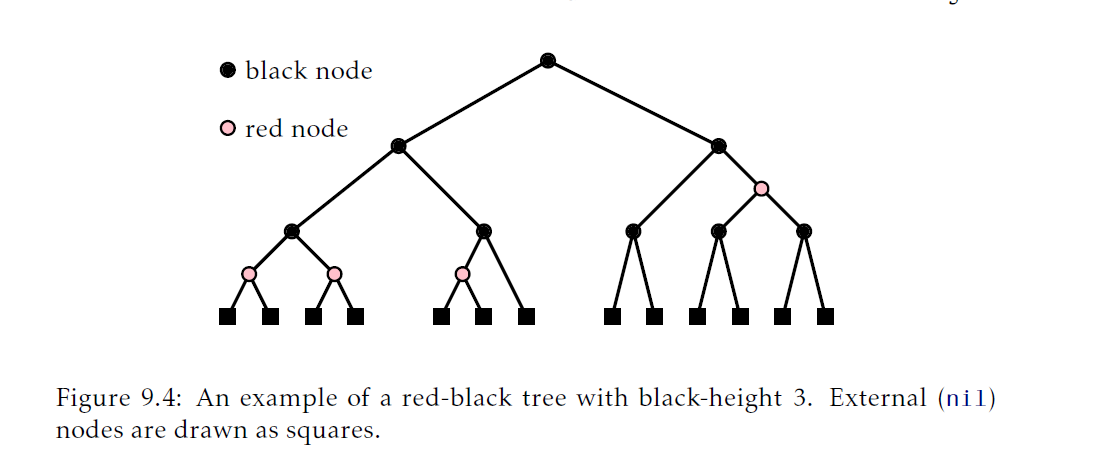 black node
red node
Figure 9.4: An example of a red-black tree with black-height 3. External (nil)
nodes are drawn as squares.